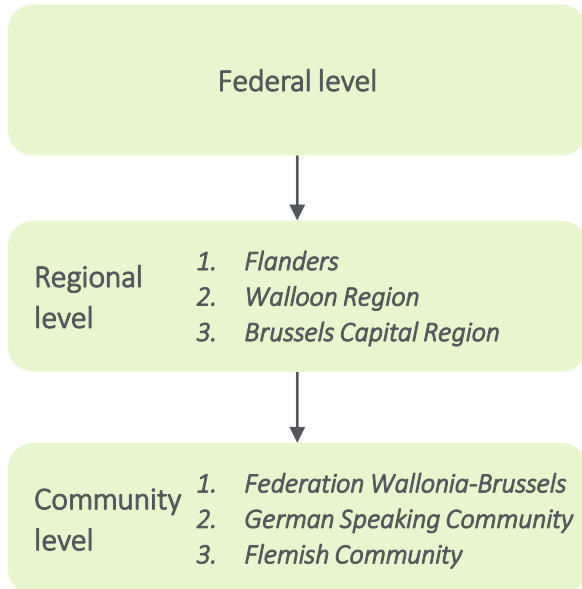 Federal level
Regional
level
1. Flanders
2. Walloon Region
3. Brussels Capital Region
Community
level
1. Federation Wallonia-Brussels
2. German Speaking Community
3. Flemish Community